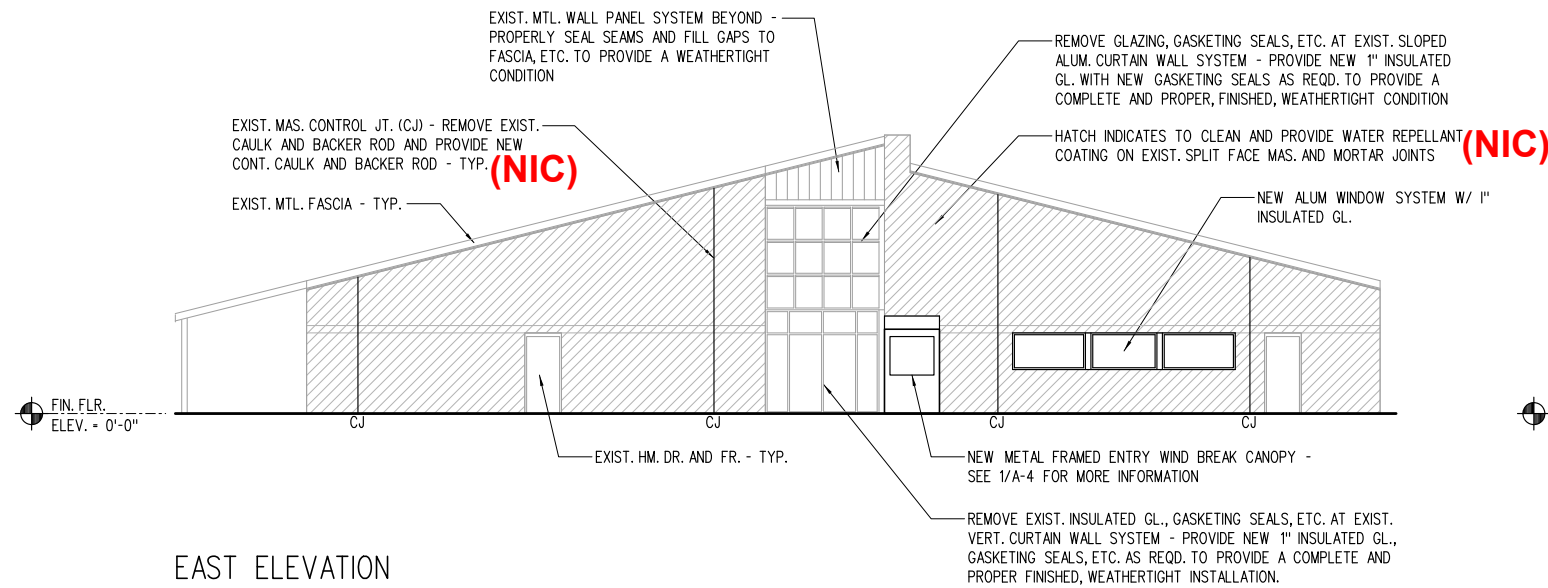 EXIST. MTL. WALL PANEL SYSTEM BEYOND -
PROPERLY SEAL SEAMS AND FILL GAPS TO
FASCIA, ETC. TO PROVIDE A WEATHERTIGHT
CONDITION
REMOVE GLAZING, GASKETING SEALS, ETC. AT EXIST. SLOPED
ALUM. CURTAIN WALL SYSTEM - PROVIDE NEW 1" INSULATED
GL. WITH NEW GASKETING SEALS AS REQD. TO PROVIDE A
COMPLETE AND PROPER, FINISHED, WEATHERTIGHT CONDITION
EXIST. MAS. CONTROL JT. (CJ) - REMOVE EXIST.
CAULK AND BACKER ROD AND PROVIDE NEW
CONT. CAULK AND BACKER ROD - TYP.
(NIC)
HATCH INDICATES TO CLEAN AND PROVIDE WATER REPELLANT
COATING ON EXIST. SPLIT FACE MAS. AND MORTAR JOINTS
(NIC)
EXIST. MTL. FASCIA - TYP.
NEW ALUM WINDOW SYSTEM W/ 1"
INSULATED GL.
FIN. FLR.
ELEV. = 0'-0"
CJ
CJ
CJ
CJ
EXIST. HM. DR. AND FR. - TYP.
NEW METAL FRAMED ENTRY WIND BREAK CANOPY -
SEE 1/A-4 FOR MORE INFORMATION
REMOVE EXIST. INSULATED GL., GASKETING SEALS, ETC. AT EXIST.
VERT. CURTAIN WALL SYSTEM - PROVIDE NEW 1" INSULATED GL.,
GASKETING SEALS, ETC. AS REQD. TO PROVIDE A COMPLETE AND
PROPER FINISHED, WEATHERTIGHT INSTALLATION.
EAST ELEVATION